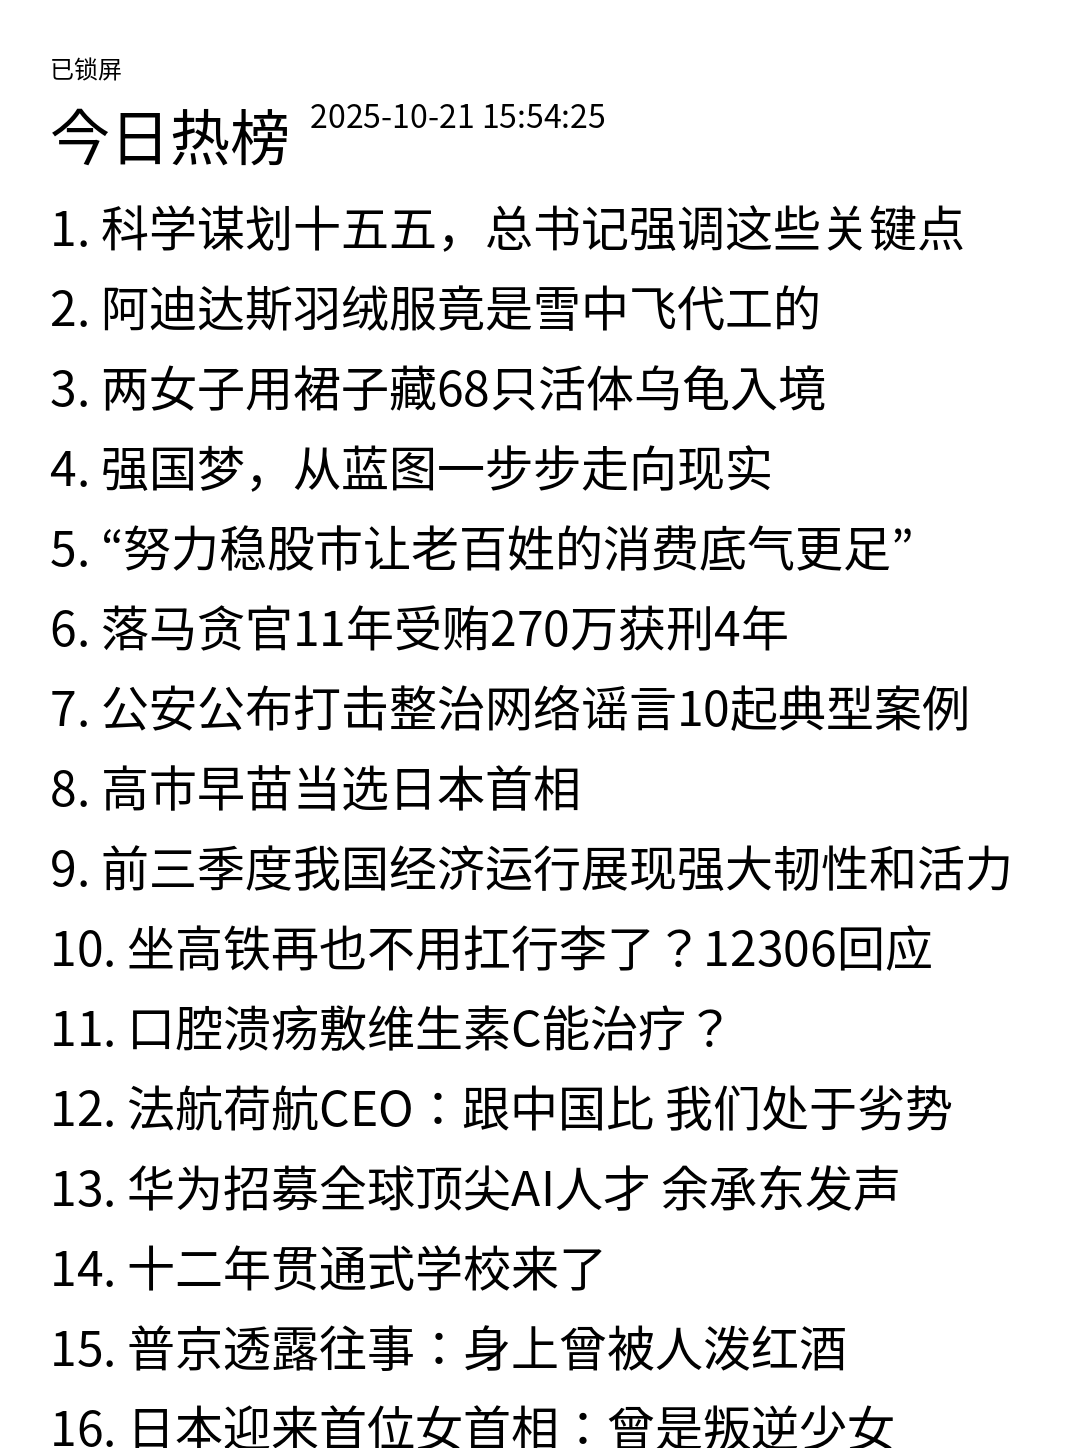 已锁屏
今日热榜 2025-10-21 15:54:25
1. 科学谋划十五五，总书记强调这些关键点
2. 阿迪达斯羽绒服竟是雪中飞代工的
3. 两女子用裙子藏68只活体乌龟入境
4. 强国梦，从蓝图一步步走向现实
5. “努力稳股市让老百姓的消费底气更足”
6. 落马贪官11年受贿270万获刑4年
7. 公安公布打击整治网络谣言10起典型案例
8. 高市早苗当选日本首相
9. 前三季度我国经济运行展现强大韧性和活力
10. 坐高铁再也不用扛行李了？12306回应
11. 口腔溃疡敷维生素C能治疗？
12. 法航荷航CEO：跟中国比 我们处于劣势
13. 华为招募全球顶尖AI人才 余承东发声
14. 十二年贯通式学校来了
15. 普京透露往事：身上曾被人泼红酒
16. 日本迎来首位女首相：曾是叛逆少女